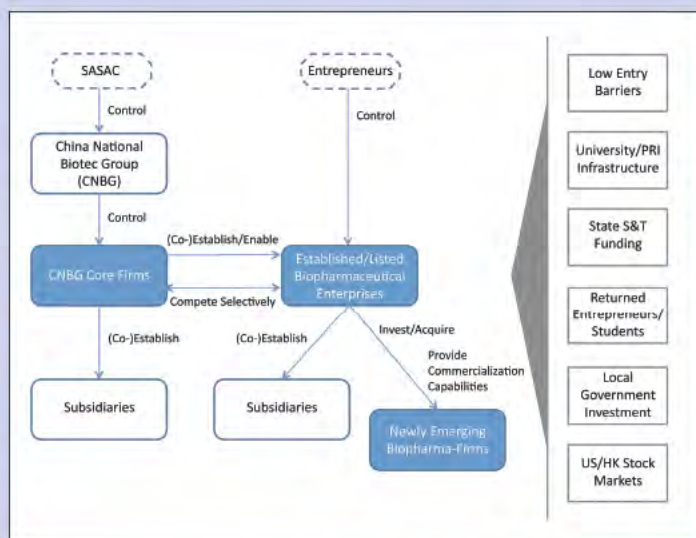 SASAC
Entrepreneurs
Control
Control
China National
Biotec Group
(CNBG)
Control
(Co-)Establish/Enable
CNBG Core Firms
Established/Listed
Biopharmaceutical
Enterprises
Compete Selectively
(Co-)Establish
(Co-)Establish
Invest/Acquire
Provide
Commercialization
Capabilities
Subsidiaries
Subsidiaries
Newly Emerging
Biopharma-Firms
Low Entry
Barriers
University/PRI
Infrastructure
State S&T
Funding
Returned
Entrepreneurs/
Students
Local
Government
Investment
US/HK Stock
Markets